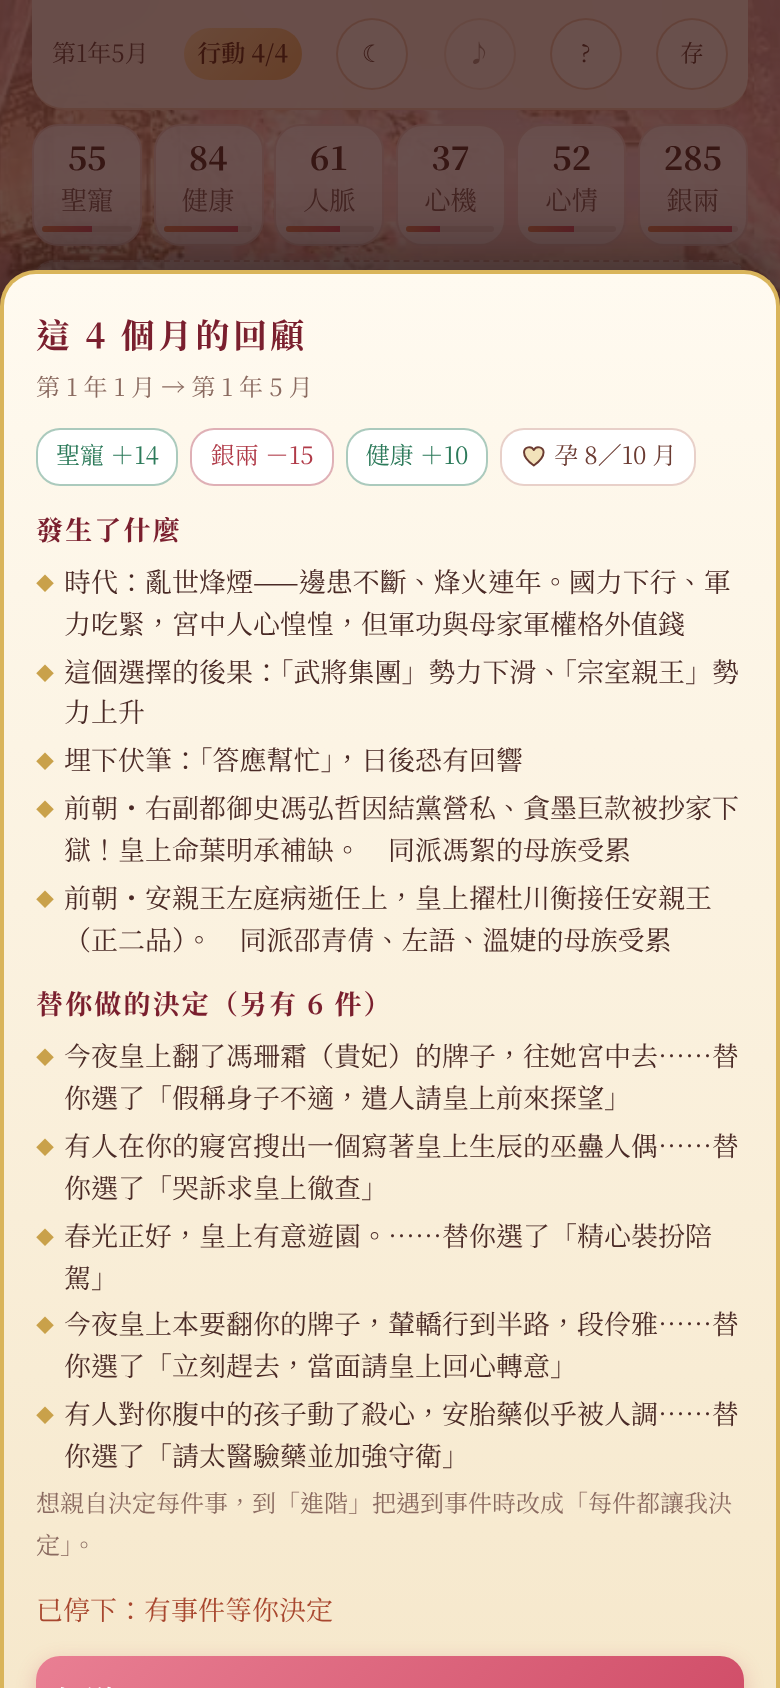 第1年5月
行動 4/4
☾
♪
?
存
55
聖寵
84
健康
61
人脈
37
心機
52
心情
285
銀兩
這 4 個月的回顧
第 1 年 1 月 → 第 1 年 5 月
聖寵 +14
銀兩 −15
健康 +10
孕 8／10 月
發生了什麼
◆ 時代：亂世烽煙——邊患不斷、烽火連年。國力下行、軍
力吃緊，宮中人心惶惶，但軍功與母家軍權格外值錢
◆ 這個選擇的後果：「武將集團」勢力下滑、「宗室親王」勢
力上升
◆ 埋下伏筆：「答應幫忙」，日後恐有回響
◆ 前朝・右副都御史馮弘哲因結黨營私、貪墨巨款被抄家下
獄！皇上命葉明承補缺。　同派馮絮的母族受累
◆ 前朝・安親王左庭病逝任上，皇上擢杜川衡接任安親王
（正二品）。　同派邵青倩、左語、溫婕的母族受累
替你做的決定（另有 6 件）
◆ 今夜皇上翻了馮珊霜（貴妃）的牌子，往她宮中去……替
你選了「假稱身子不適，遣人請皇上前來探望」
◆ 有人在你的寢宮搜出一個寫著皇上生辰的巫蠱人偶……替
你選了「哭訴求皇上徹查」
◆ 春光正好，皇上有意遊園。……替你選了「精心裝扮陪
駕」
◆ 今夜皇上本要翻你的牌子，輦轎行到半路，段伶雅……替
你選了「立刻趕去，當面請皇上回心轉意」
◆ 有人對你腹中的孩子動了殺心，安胎藥似乎被人調……替
你選了「請太醫驗藥並加強守衛」
想親自決定每件事，到「進階」把遇到事件時改成「每件都讓我決
定」。
已停下：有事件等你決定